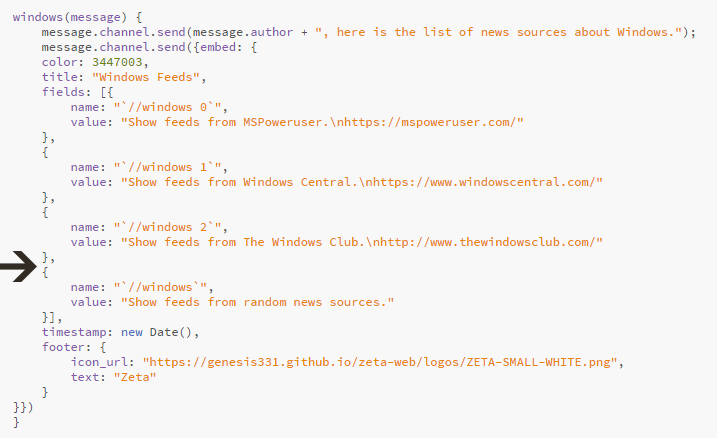 windows(message) {
message.channel.send(message.author + ", here is the list of news sources about Windows.");
message.channel.send({embed: {
color: 3447003,
title: "Windows Feeds",
fields: [{
name: "`//windows 0`",
value: "Show feeds from MSPoweruser.\nhttps://mspoweruser.com/"
},
{
name: "`//windows 1`",
value: "Show feeds from Windows Central.\nhttps://www.windowscentral.com/"
},
{
name: "`//windows 2`",
value: "Show feeds from The Windows Club.\nhttp://www.thewindowsclub.com/"
},
{
name: "`//windows`",
value: "Show feeds from random news sources."
}],
timestamp: new Date(),
footer: {
icon_url: "https://genesis331.github.io/zeta-web/logos/ZETA-SMALL-WHITE.png",
text: "Zeta"
}
}})
}